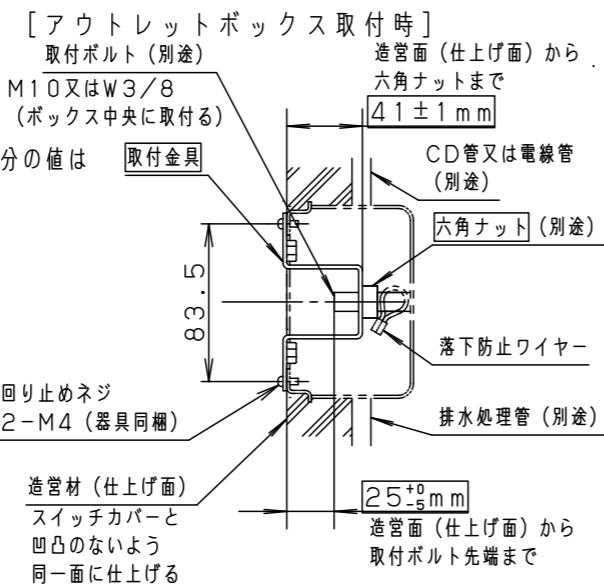 [アウトレットボックス取付時]
取付ボルト(別途)
M10又はW3/8
(ボックス中央に取付る)
分の値は
取付金具
造営面(仕上げ面)から
六角ナットまで
41±1mm
CD管又は電線管
(別途)
六角ナット(別途)
83.5
落下防止ワイヤー
回り止めネジ
2-M4(器具同梱)
排水処理管(別途)
造営材(仕上げ面)
スイッチカバーと
凹凸のないよう
同一面に仕上げる
25+0-5mm
造営面(仕上げ面)から
取付ボルト先端まで